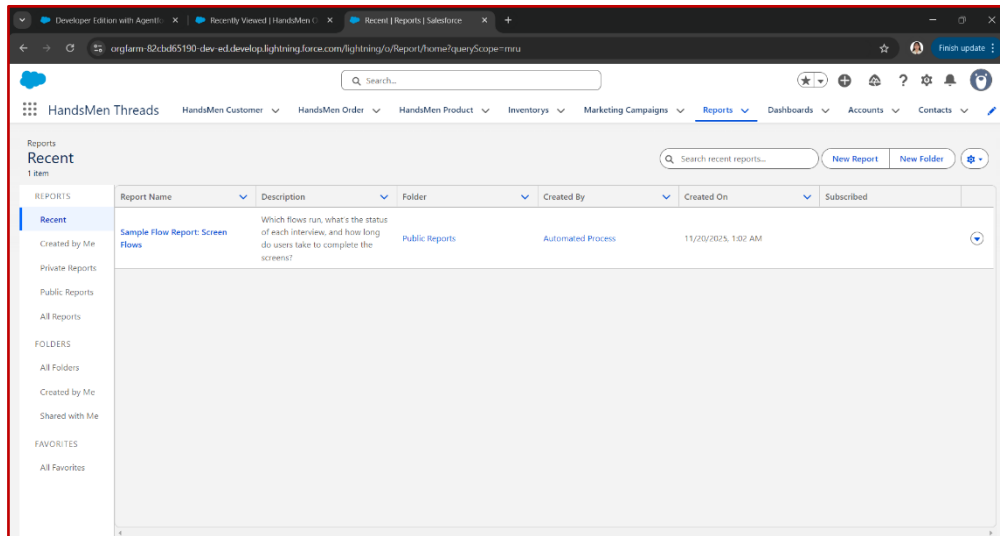 Developer Edition with Agentfo
Recently Viewed | HandsMen O
Recent | Reports | Salesforce
orgfarm-82cbd65190-dev-ed.develop.lightning.force.com/lightning/o/Report/home?queryScope=mru
Finish update
Search...
HandsMen Threads
HandsMen Customer
HandsMen Order
HandsMen Product
Inventorys
Marketing Campaigns
Reports
Dashboards
Accounts
Contacts
Reports
Recent
1 item
Search recent reports...
New Report
New Folder
REPORTS
Recent
Created by Me
Private Reports
Public Reports
All Reports
FOLDERS
All Folders
Created by Me
Shared with Me
FAVORITES
All Favorites
Report Name
Description
Folder
Created By
Created On
Subscribed
Sample Flow Report: Screen
Flows
Which flows run, what's the status
of each interview, and how long
do users take to complete the
screens?
Public Reports
Automated Process
11/20/2025, 1:02 AM